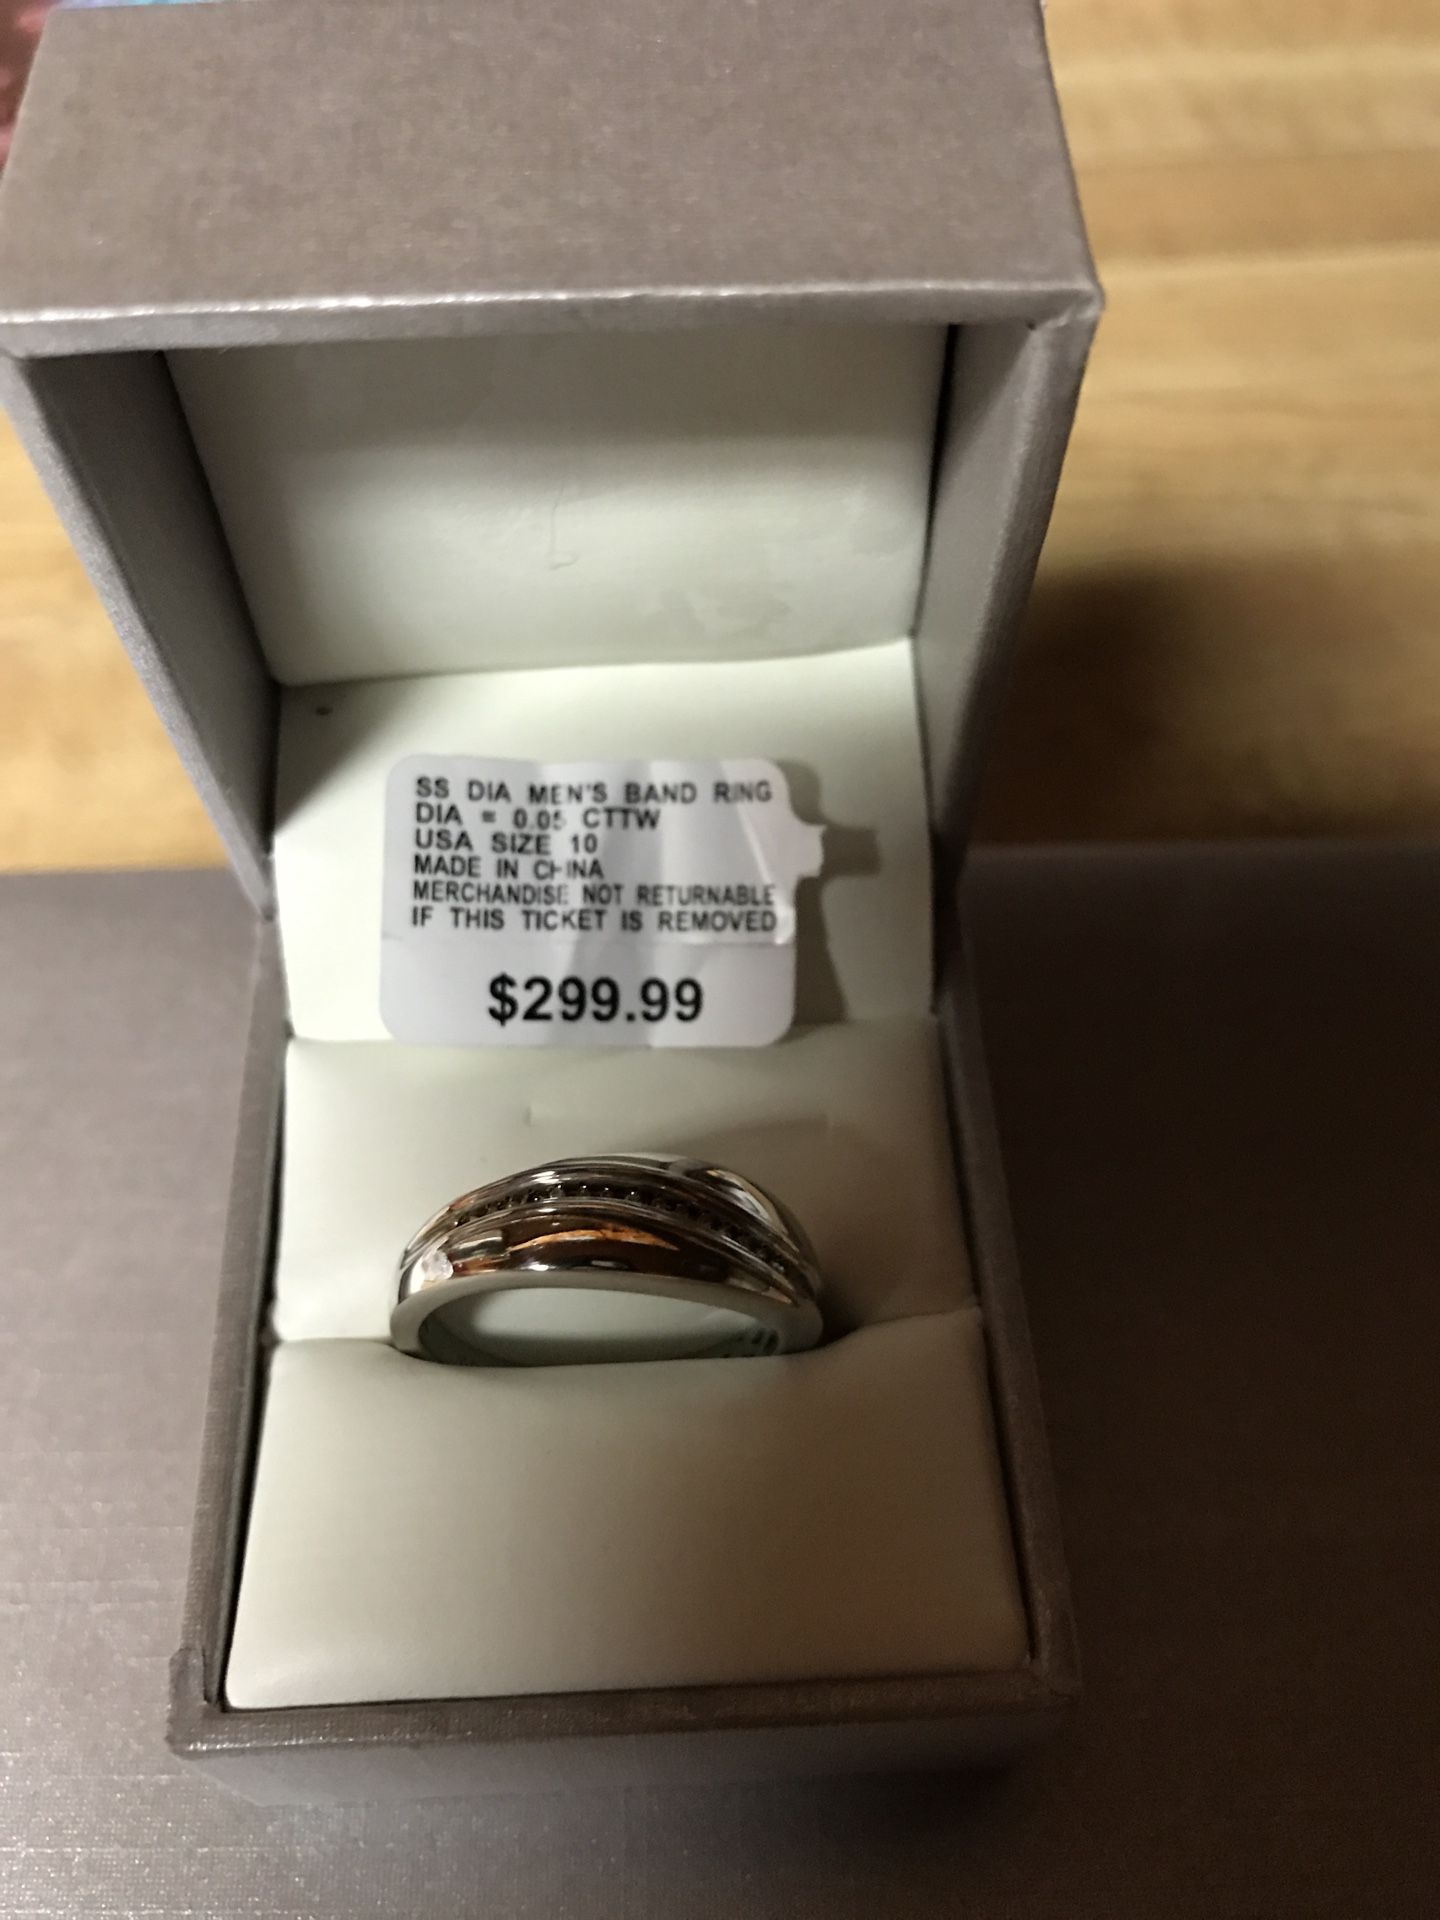 SS DIA MEN'S BAND RING
DIA = 0.05 CTTW
USA SIZE 10
MADE IN CHINA
MERCHANDISE NOT RETURNABLE
IF THIS TICKET IS REMOVED
$299.99